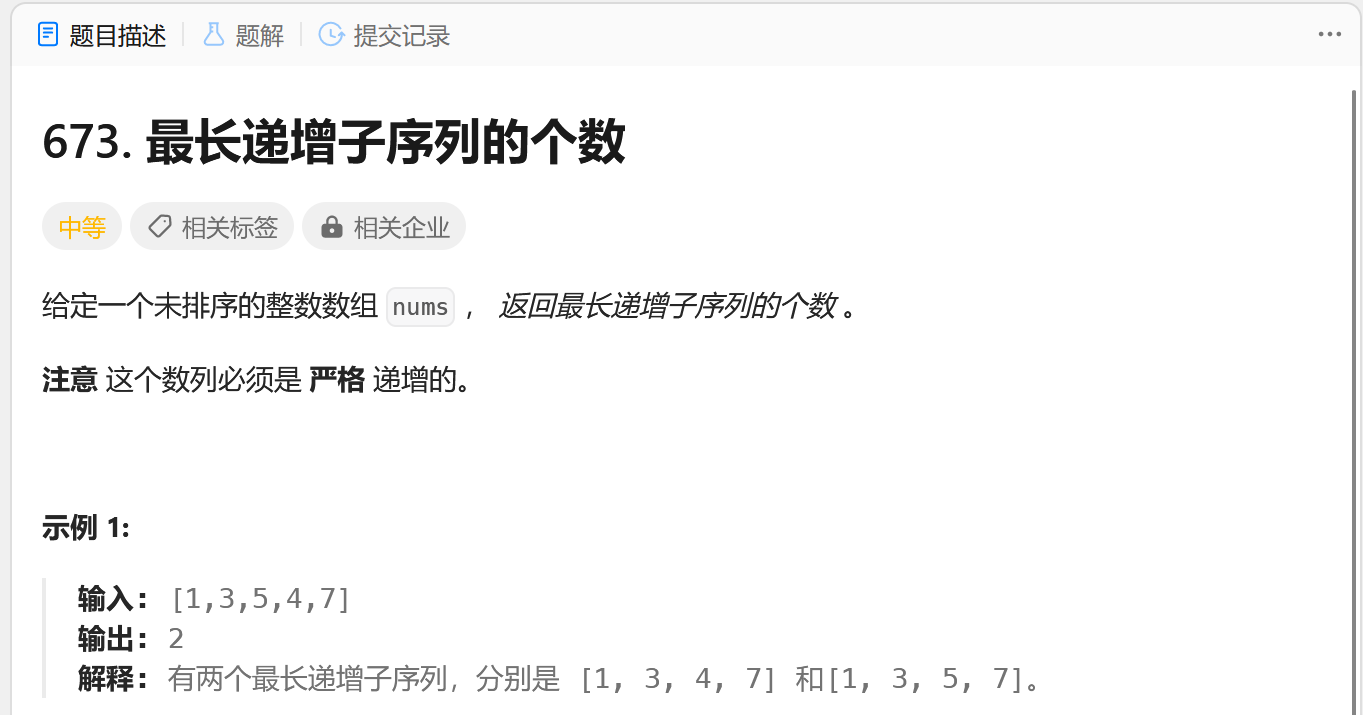 题目描述 题解 提交记录
673. 最长递增子序列的个数
中等 相关标签 相关企业
给定一个未排序的整数数组 nums ， 返回最长递增子序列的个数 。
注意 这个数列必须是 严格 递增的。
示例 1:
输入: [1,3,5,4,7]
输出: 2
解释: 有两个最长递增子序列，分别是 [1, 3, 4, 7] 和[1, 3, 5, 7]。